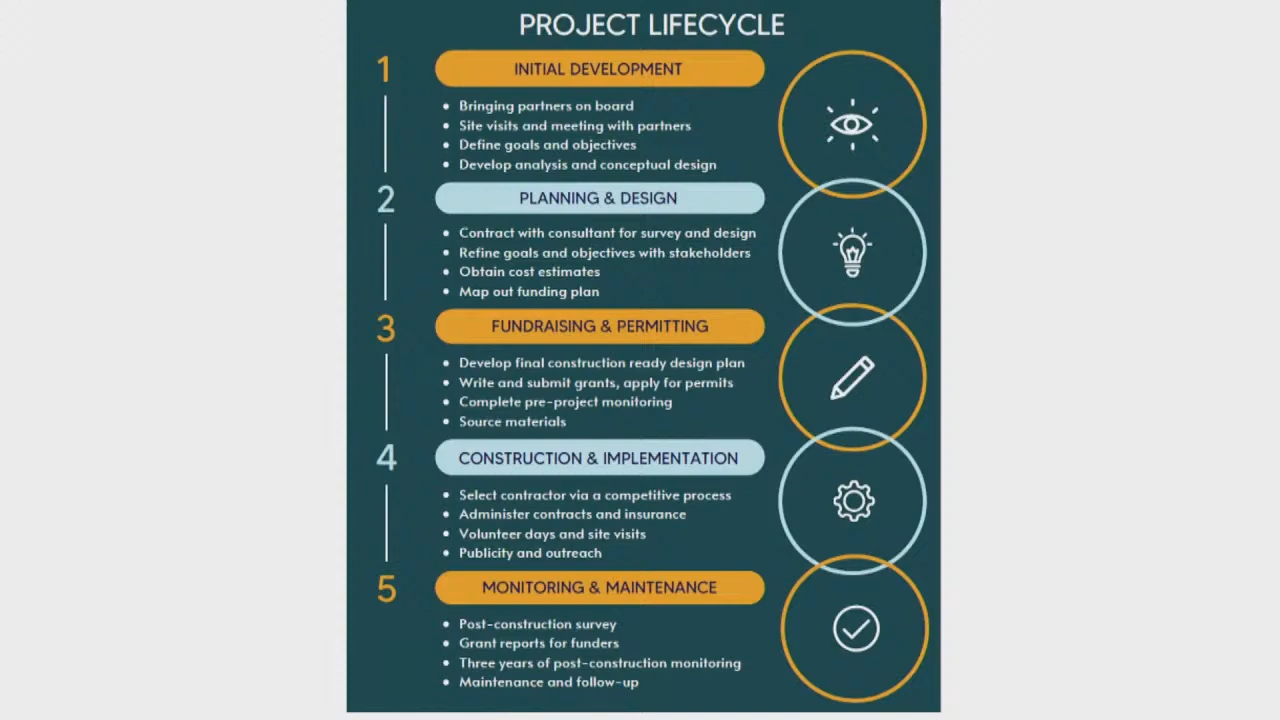 PROJECT LIFECYCLE
1
INITIAL DEVELOPMENT
• Bringing partners on board
• Site visits and meeting with partners
• Define goals and objectives
• Develop analysis and conceptual design
2
PLANNING & DESIGN
• Contract with consultant for survey and design
• Refine goals and objectives with stakeholders
• Obtain cost estimates
• Map out funding plan
3
FUNDRAISING & PERMITTING
• Develop final construction ready design plan
• Write and submit grants, apply for permits
• Complete pre-project monitoring
• Source materials
4
CONSTRUCTION & IMPLEMENTATION
• Select contractor via a competitive process
• Administer contracts and insurance
• Volunteer days and site visits
• Publicity and outreach
5
MONITORING & MAINTENANCE
• Post-construction survey
• Grant reports for funders
• Three years of post-construction monitoring
• Maintenance and follow-up